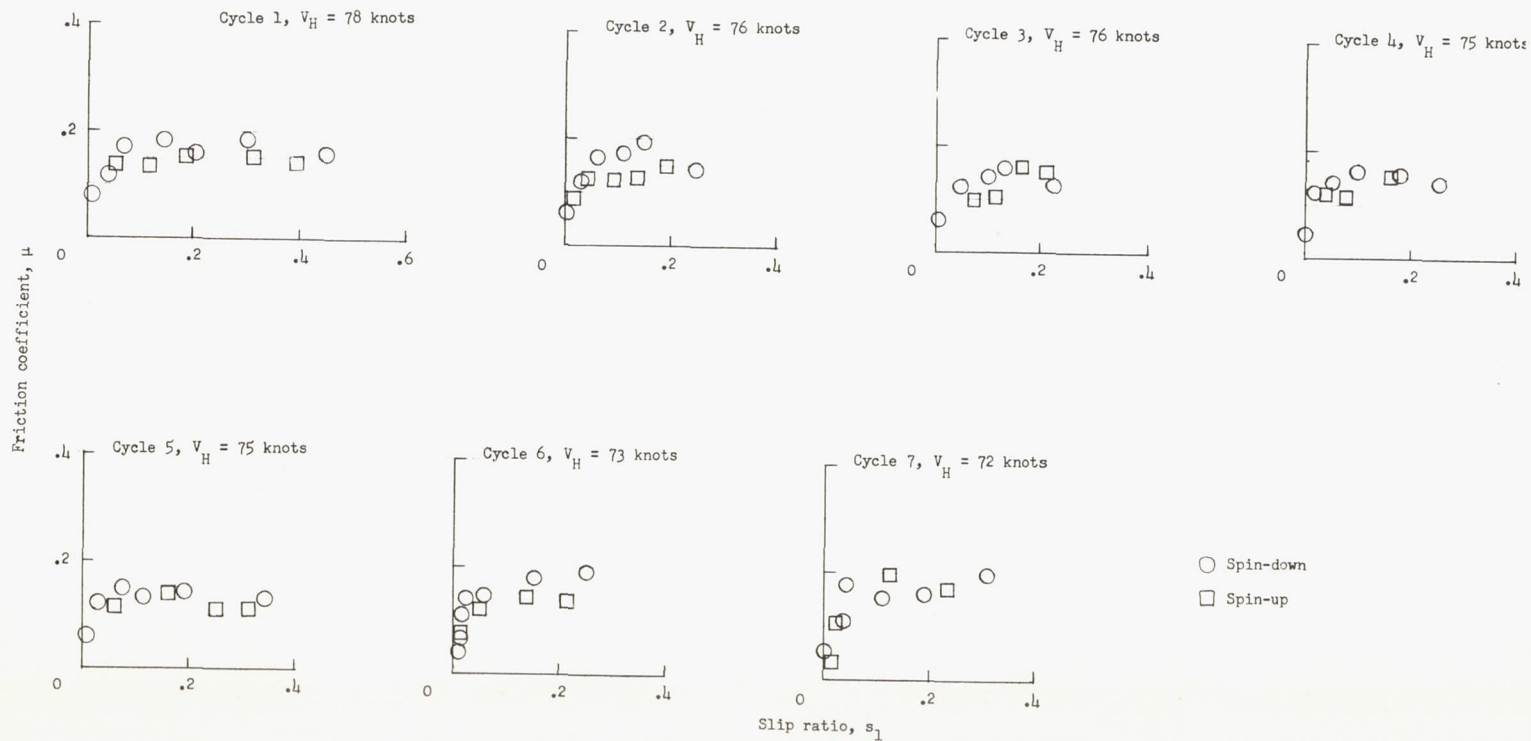 Cycle 1, V_H = 78 knots
Cycle 2, V_H = 76 knots
Cycle 3, V_H = 76 knots
Cycle 4, V_H = 75 knots
.4
.2
0
.2
.4
.6
0
.2
.4
0
.2
.4
0
.2
.4
Friction coefficient, μ
Cycle 5, V_H = 75 knots
Cycle 6, V_H = 73 knots
Cycle 7, V_H = 72 knots
.4
.2
0
.2
.4
0
.2
.4
0
.2
.4
Spin-down
Spin-up
Slip ratio, s_1